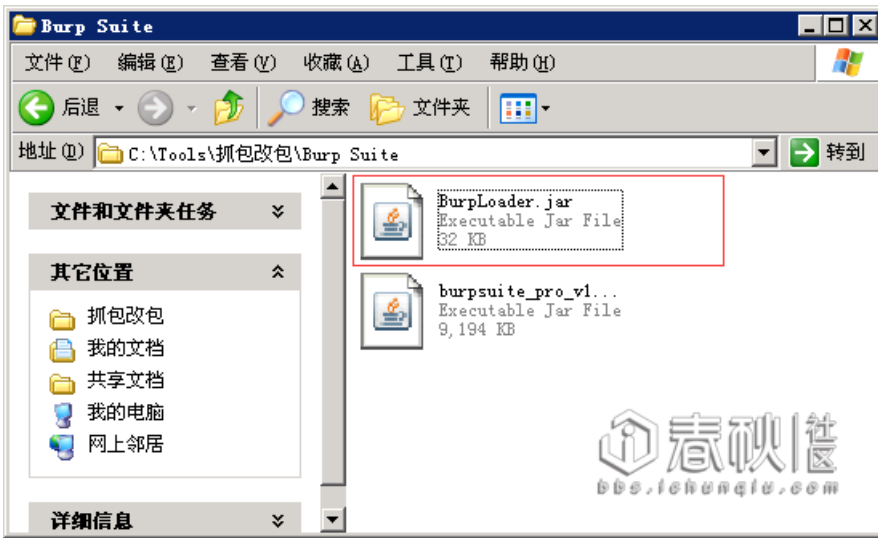 Burp Suite
文件(F) 编辑(E) 查看(V) 收藏(A) 工具(T) 帮助(H)
后退 搜索 文件夹
地址(D) C:\Tools\抓包改包\Burp Suite 转到
文件和文件夹任务
其它位置
抓包改包
我的文档
共享文档
我的电脑
网上邻居
详细信息
BurpLoader.jar
Executable Jar File
32 KB
burpsuite_pro_v1...
Executable Jar File
9,194 KB
春秋 社区
bbs.ichunqiu.com